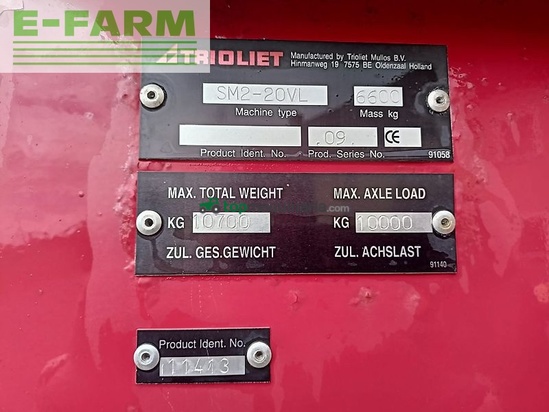 E-FARM
TRIOLIET
Manufactured by Trioliet Mullos B.V.
Hinmanweg 19 7575 BE Oldenzaal Holland
SM2-20VL
6600
Machine type
Mass kg
.09.
CE
Product Ident. No.
Prod. Series No.
91058
MAX. TOTAL WEIGHT
MAX. AXLE LOAD
KG 10700
KG 10000
ZUL. GES.GEWICHT
ZUL. ACHSLAST
91140
Product Ident. No.
11413